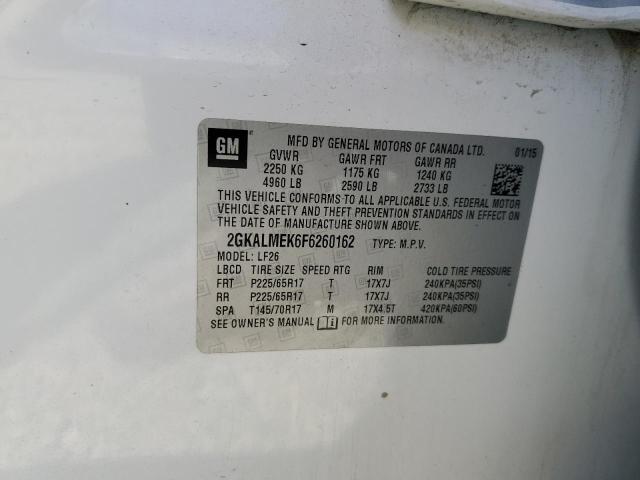 GM
MFD BY GENERAL MOTORS OF CANADA LTD. 01/15
GVWR GAWR FRT GAWR RR
2250 KG 1175 KG 1240 KG
4960 LB 2590 LB 2733 LB
THIS VEHICLE CONFORMS TO ALL APPLICABLE U.S. FEDERAL MOTOR
VEHICLE SAFETY AND THEFT PREVENTION STANDARDS IN EFFECT
ON THE DATE OF MANUFACTURE SHOWN ABOVE.
2GKALMEK6F6260162 TYPE: M.P.V.
MODEL: LF26
LBCD TIRE SIZE SPEED RTG RIM COLD TIRE PRESSURE
FRT P225/65R17 T 17X7J 240KPA(35PSI)
RR P225/65R17 T 17X7J 240KPA(35PSI)
SPA T145/70R17 M 17X4.5T 420KPA(60PSI)
SEE OWNER'S MANUAL FOR MORE INFORMATION.